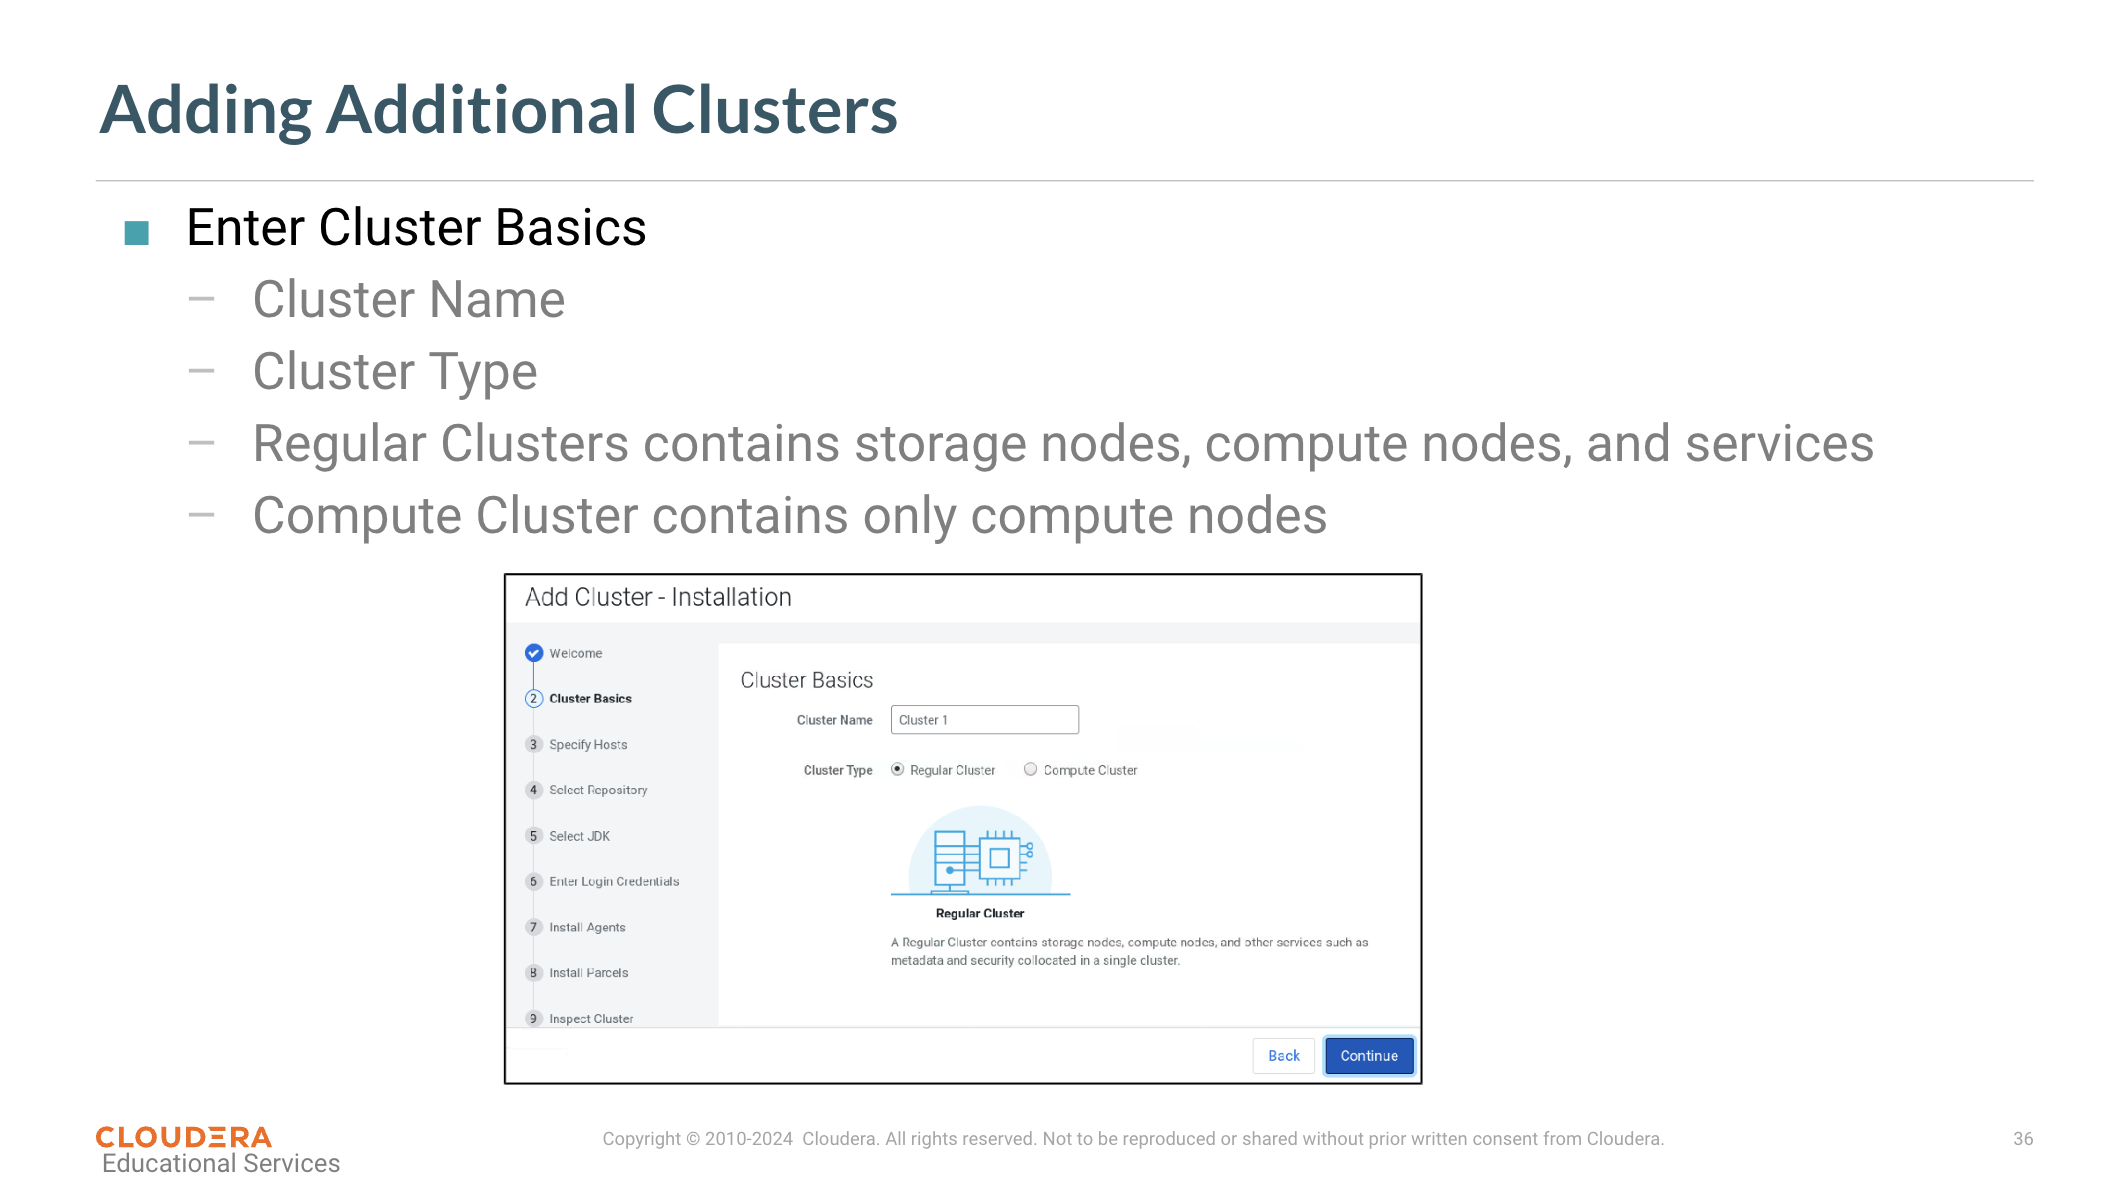 Adding Additional Clusters
■ Enter Cluster Basics
– Cluster Name
– Cluster Type
– Regular Clusters contains storage nodes, compute nodes, and services
– Compute Cluster contains only compute nodes
Add Cluster - Installation
Welcome
2 Cluster Basics
3 Specify Hosts
4 Select Repository
5 Select JDK
6 Enter Login Credentials
7 Install Agents
8 Install Parcels
9 Inspect Cluster
Cluster Basics
Cluster Name Cluster 1
Cluster Type Regular Cluster Compute Cluster
Regular Cluster
A Regular Cluster contains storage nodes, compute nodes, and other services such as
metadata and security collocated in a single cluster.
Back Continue
CLOUDERA
Educational Services
Copyright © 2010-2024 Cloudera. All rights reserved. Not to be reproduced or shared without prior written consent from Cloudera.
36